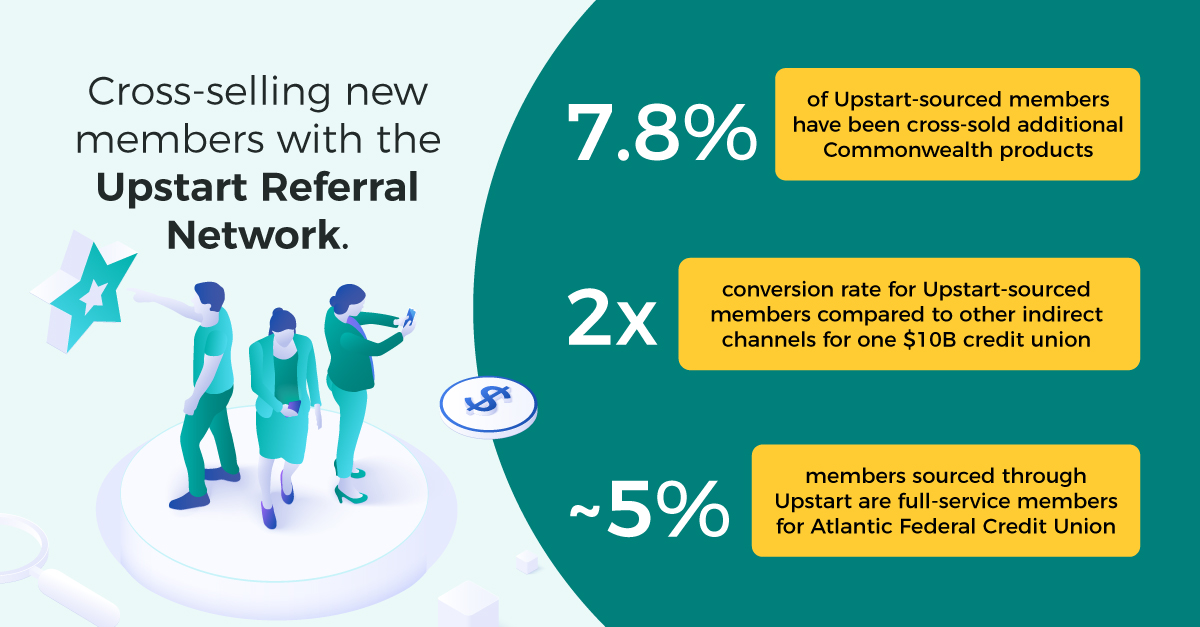 Cross-selling new
members with the
Upstart Referral
Network.
7.8%
of Upstart-sourced members
have been cross-sold additional
Commonwealth products
2x
conversion rate for Upstart-sourced
members compared to other indirect
channels for one $10B credit union
~5%
members sourced through
Upstart are full-service members
for Atlantic Federal Credit Union
$